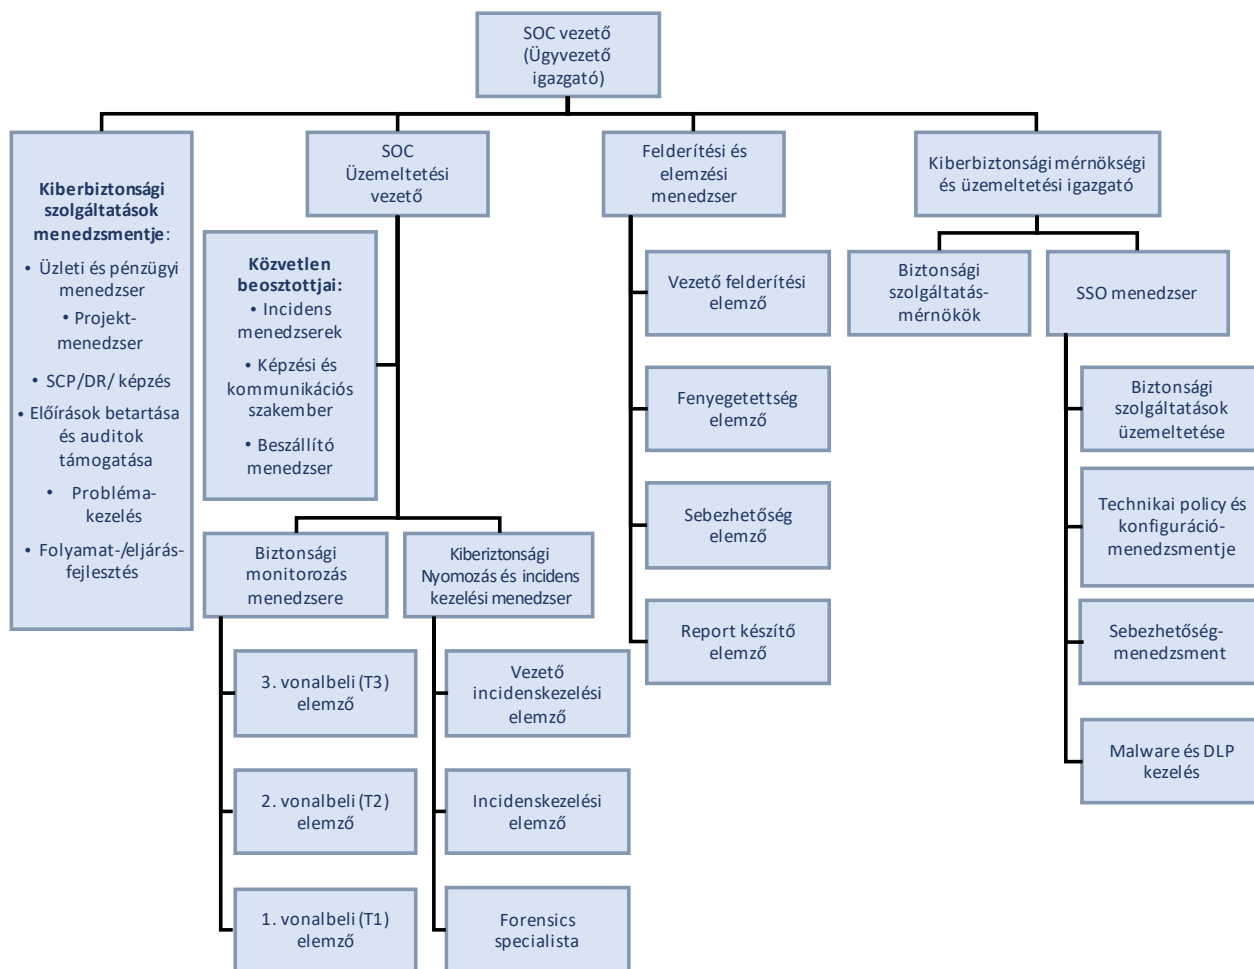 SOC vezető
(Ügyvezető
igazgató)
Kiberbiztonsági
szolgáltatások
menedzsmentje:
• Üzleti és pénzügyi
menedzser
• Projekt-
menedzser
• SCP/DR/ képzés
• Előírások betartása
és auditok
támogatása
• Probléma-
kezelés
• Folyamat-/eljárás-
fejlesztés
SOC
Üzemeltetési
vezető
Közvetlen
beosztottjai:
• Incidens
menedzserek
• Képzési és
kommunikációs
szakember
• Beszállító
menedzser
Biztonsági
monitorozás
menedzsere
3. vonalbeli (T3)
elemző
2. vonalbeli (T2)
elemző
1. vonalbeli (T1)
elemző
Kiberiztonsági
Nyomozás és incidens
kezelési menedzser
Vezető
incidenskezelési
elemző
Incidenskezelési
elemző
Forensics
specialista
Felderítési és
elemzési
menedzser
Vezető felderítési
elemző
Fenyegetettség
elemző
Sebezhetőség
elemző
Report készítő
elemző
Kiberbiztonsági mérnökségi
és üzemeltetési igazgató
Biztonsági
szolgáltatás-
mérnökök
SSO menedzser
Biztonsági
szolgáltatások
üzemeltetése
Technikai policy és
konfiguráció-
menedzsmentje
Sebezhetőség-
menedzsment
Malware és DLP
kezelés